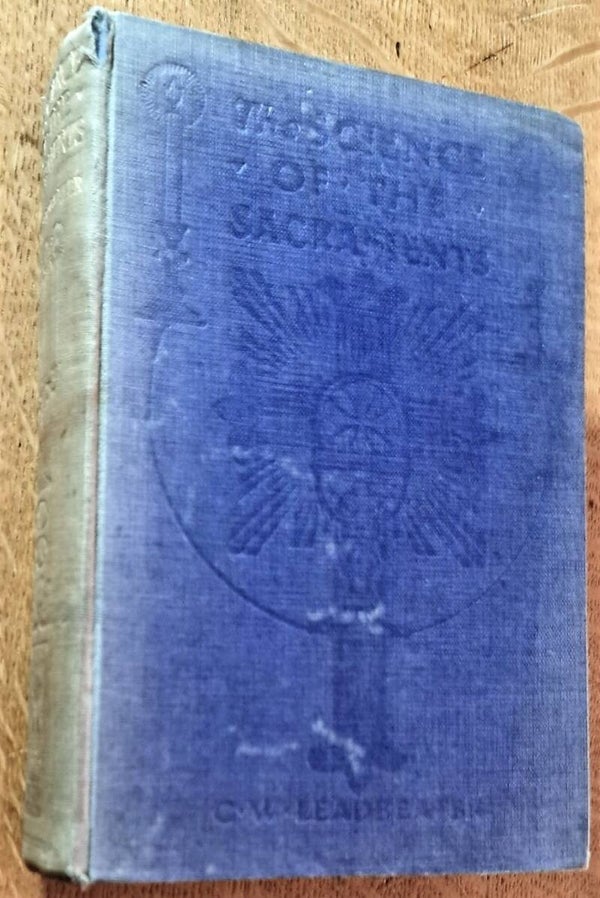 The SCIENCE
OF THE
SACRAMENTS
C. W. LEADBEATER